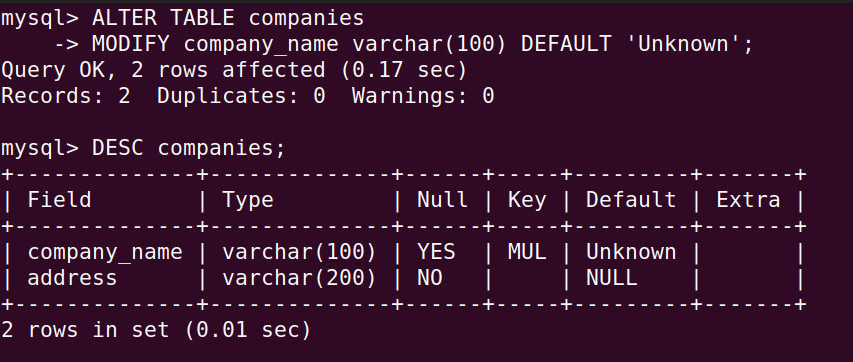 mysql> ALTER TABLE companies
    -> MODIFY company_name varchar(100) DEFAULT 'Unknown';
Query OK, 2 rows affected (0.17 sec)
Records: 2  Duplicates: 0  Warnings: 0

mysql> DESC companies;
+--------------+--------------+------+-----+---------+-------+
| Field        | Type         | Null | Key | Default | Extra |
+--------------+--------------+------+-----+---------+-------+
| company_name | varchar(100) | YES  | MUL | Unknown |       |
| address      | varchar(200) | NO   |     | NULL    |       |
+--------------+--------------+------+-----+---------+-------+
2 rows in set (0.01 sec)